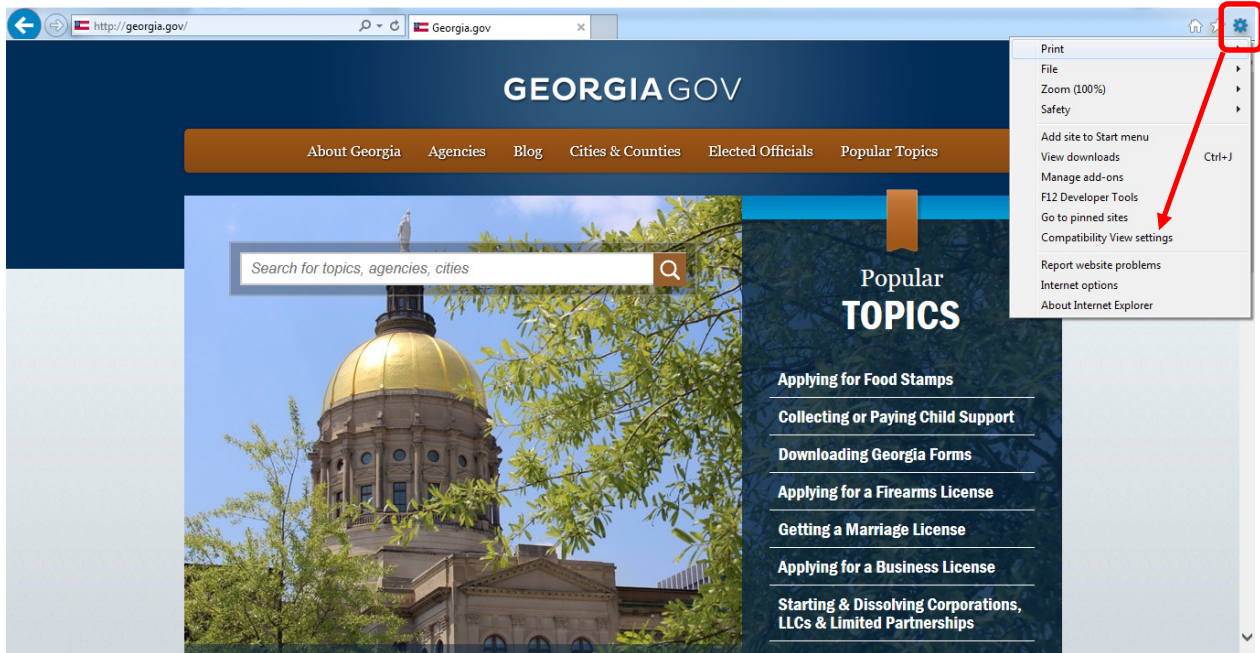 http://georgia.gov/
Georgia.gov
GEORGIAGOV
About Georgia Agencies Blog Cities & Counties Elected Officials Popular Topics
Search for topics, agencies, cities
Popular
TOPICS
Applying for Food Stamps
Collecting or Paying Child Support
Downloading Georgia Forms
Applying for a Firearms License
Getting a Marriage License
Applying for a Business License
Starting & Dissolving Corporations,
LLCs & Limited Partnerships
Print
File
Zoom (100%)
Safety
Add site to Start menu
View downloads Ctrl+J
Manage add-ons
F12 Developer Tools
Go to pinned sites
Compatibility View settings
Report website problems
Internet options
About Internet Explorer